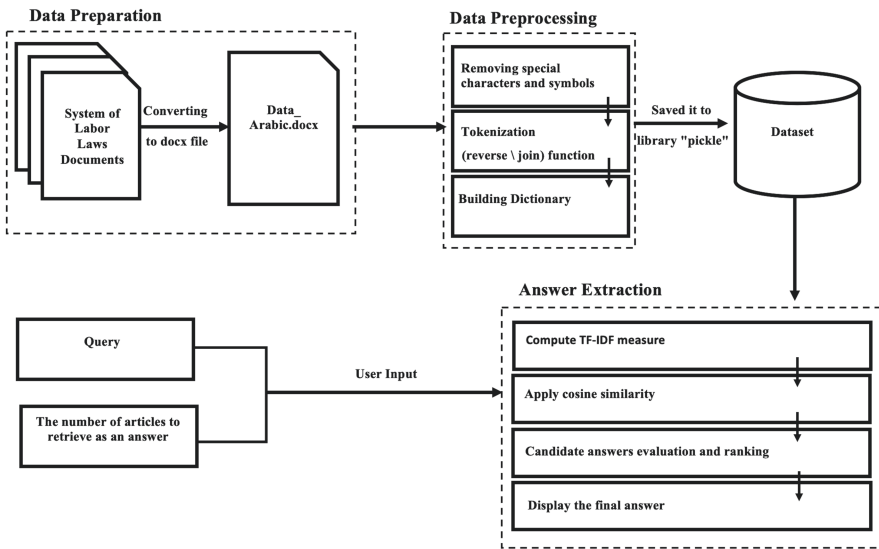 Data Preparation
System of
Labor
Laws
Documents
Converting
to docx file
Data_
Arabic.docx
Data Preprocessing
Removing special
characters and symbols
Tokenization
(reverse \ join) function
Building Dictionary
Saved it to
library "pickle"
Dataset
Query
The number of articles to
retrieve as an answer
User Input
Answer Extraction
Compute TF-IDF measure
Apply cosine similarity
Candidate answers evaluation and ranking
Display the final answer